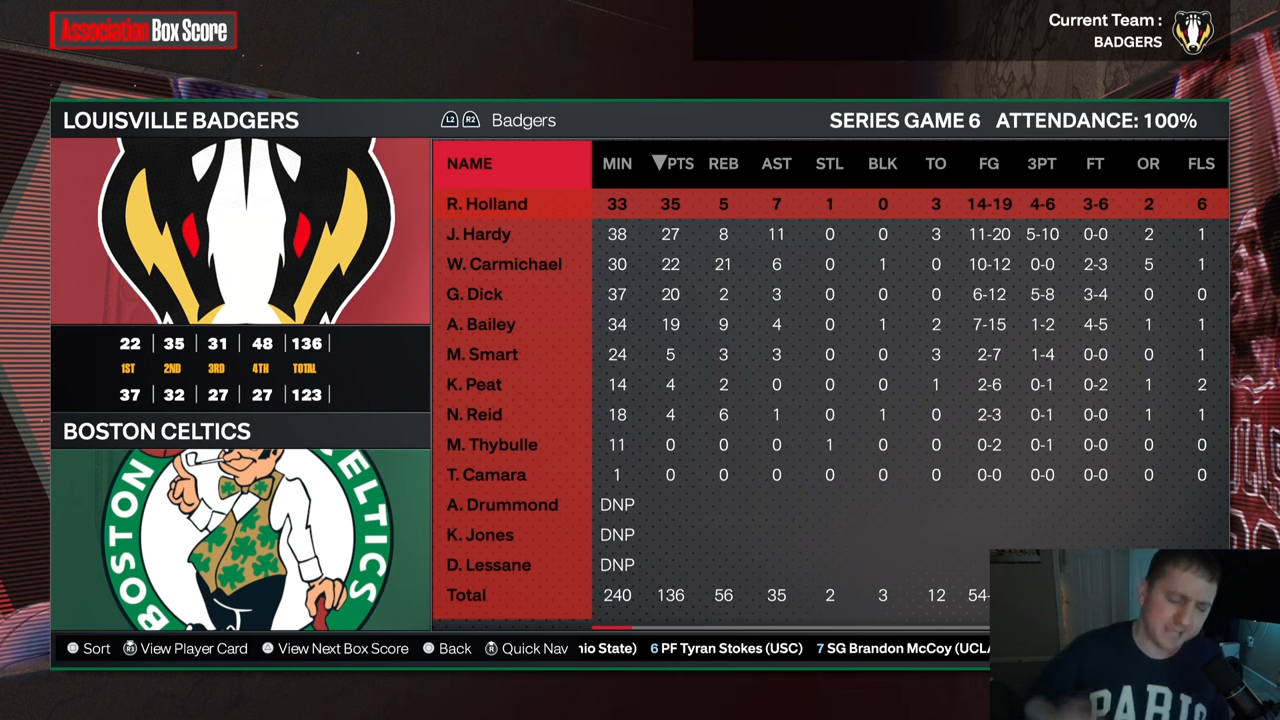 Association Box Score
Current Team :
BADGERS
LOUISVILLE BADGERS
L2 R2 Badgers
SERIES GAME 6 ATTENDANCE: 100%
NAME MIN PTS REB AST STL BLK TO FG 3PT FT OR FLS
R. Holland 33 35 5 7 1 0 3 14-19 4-6 3-6 2 6
J. Hardy 38 27 8 11 0 0 3 11-20 5-10 0-0 2 1
W. Carmichael 30 22 21 6 0 1 0 10-12 0-0 2-3 5 1
G. Dick 37 20 2 3 0 0 0 6-12 5-8 3-4 0 0
A. Bailey 34 19 9 4 0 1 2 7-15 1-2 4-5 1 1
M. Smart 24 5 3 3 0 0 3 2-7 1-4 0-0 0 1
K. Peat 14 4 2 0 0 0 1 2-6 0-1 0-2 1 2
N. Reid 18 4 6 1 0 1 0 2-3 0-1 0-0 1 1
M. Thybulle 11 0 0 0 1 0 0 0-2 0-1 0-0 0 0
T. Camara 1 0 0 0 0 0 0 0-0 0-0 0-0 0 0
A. Drummond DNP
K. Jones DNP
D. Lessane DNP
Total 240 136 56 35 2 3 12 54-
22 35 31 48 136
1ST 2ND 3RD 4TH TOTAL
37 32 27 27 123
BOSTON CELTICS
BOSTON CELTICS
Sort R3 View Player Card View Next Box Score Back R Quick Nav nio State) 6 PF Tyran Stokes (USC) 7 SG Brandon McCoy (UCLA
PARIS